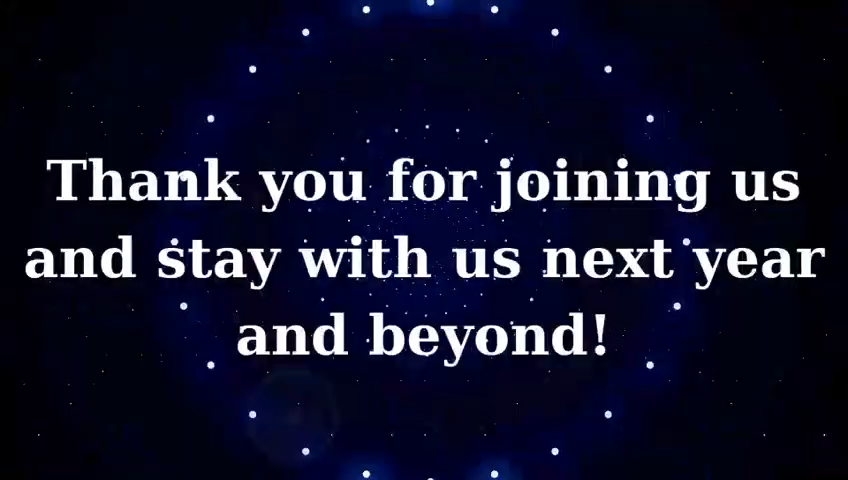 Thank you for joining us
and stay with us next year
and beyond!